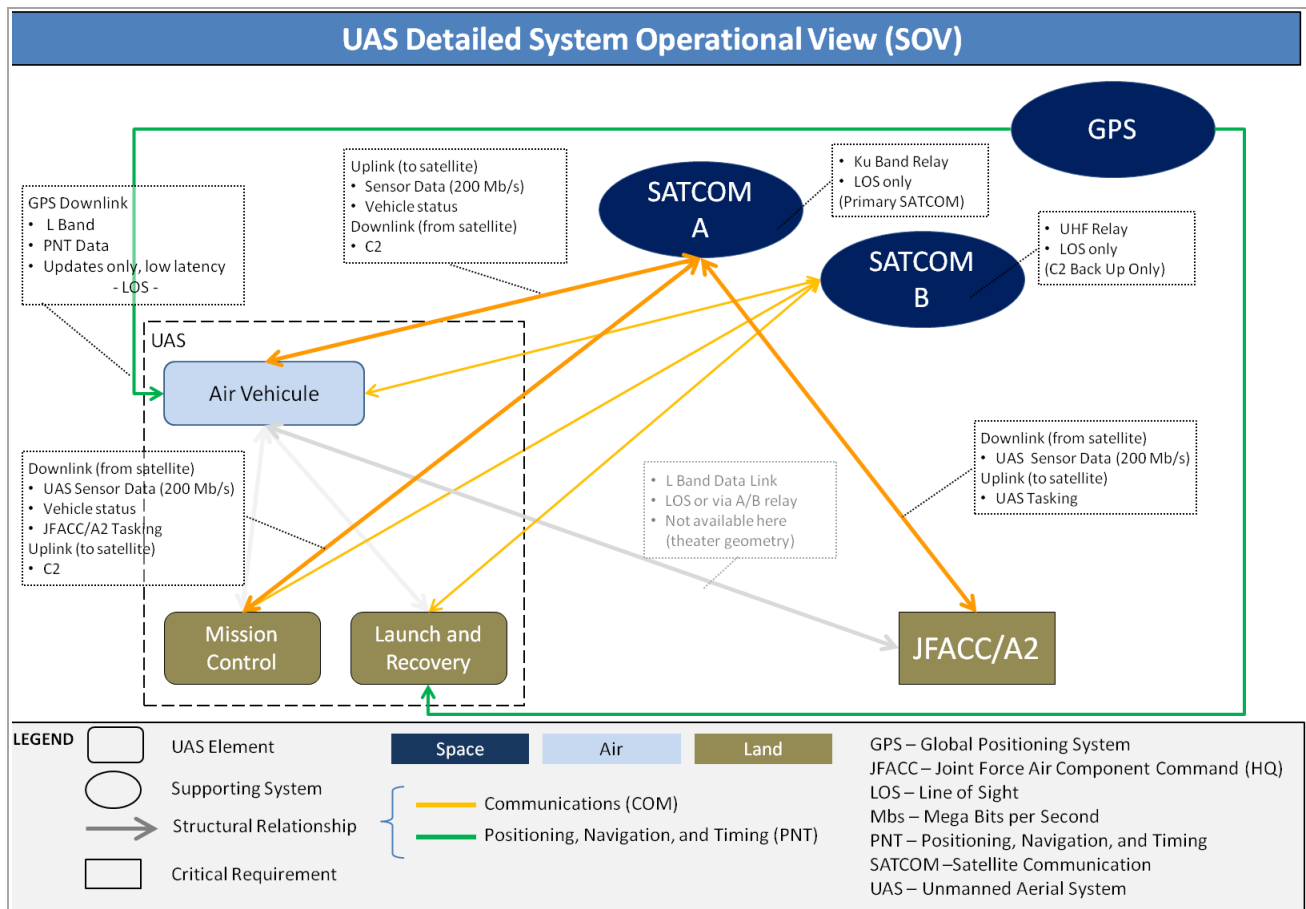 UAS Detailed System Operational View (SOV)
GPS
Uplink (to satellite)
• Sensor Data (200 Mb/s)
• Vehicle status
Downlink (from satellite)
• C2
SATCOM
A
• Ku Band Relay
• LOS only
(Primary SATCOM)
GPS Downlink
• L Band
• PNT Data
• Updates only, low latency
- LOS -
SATCOM
B
• UHF Relay
• LOS only
(C2 Back Up Only)
UAS
Air Vehicule
Downlink (from satellite)
• UAS Sensor Data (200 Mb/s)
• Vehicle status
• JFACC/A2 Tasking
Uplink (to satellite)
• C2
• L Band Data Link
• LOS or via A/B relay
• Not available here
(theater geometry)
Downlink (from satellite)
• UAS Sensor Data (200 Mb/s)
Uplink (to satellite)
• UAS Tasking
Mission
Control
Launch and
Recovery
JFACC/A2
LEGEND
UAS Element
Supporting System
Structural Relationship
Critical Requirement
Space
Air
Land
Communications (COM)
Positioning, Navigation, and Timing (PNT)
GPS – Global Positioning System
JFACC – Joint Force Air Component Command (HQ)
LOS – Line of Sight
Mbs – Mega Bits per Second
PNT – Positioning, Navigation, and Timing
SATCOM –Satellite Communication
UAS – Unmanned Aerial System